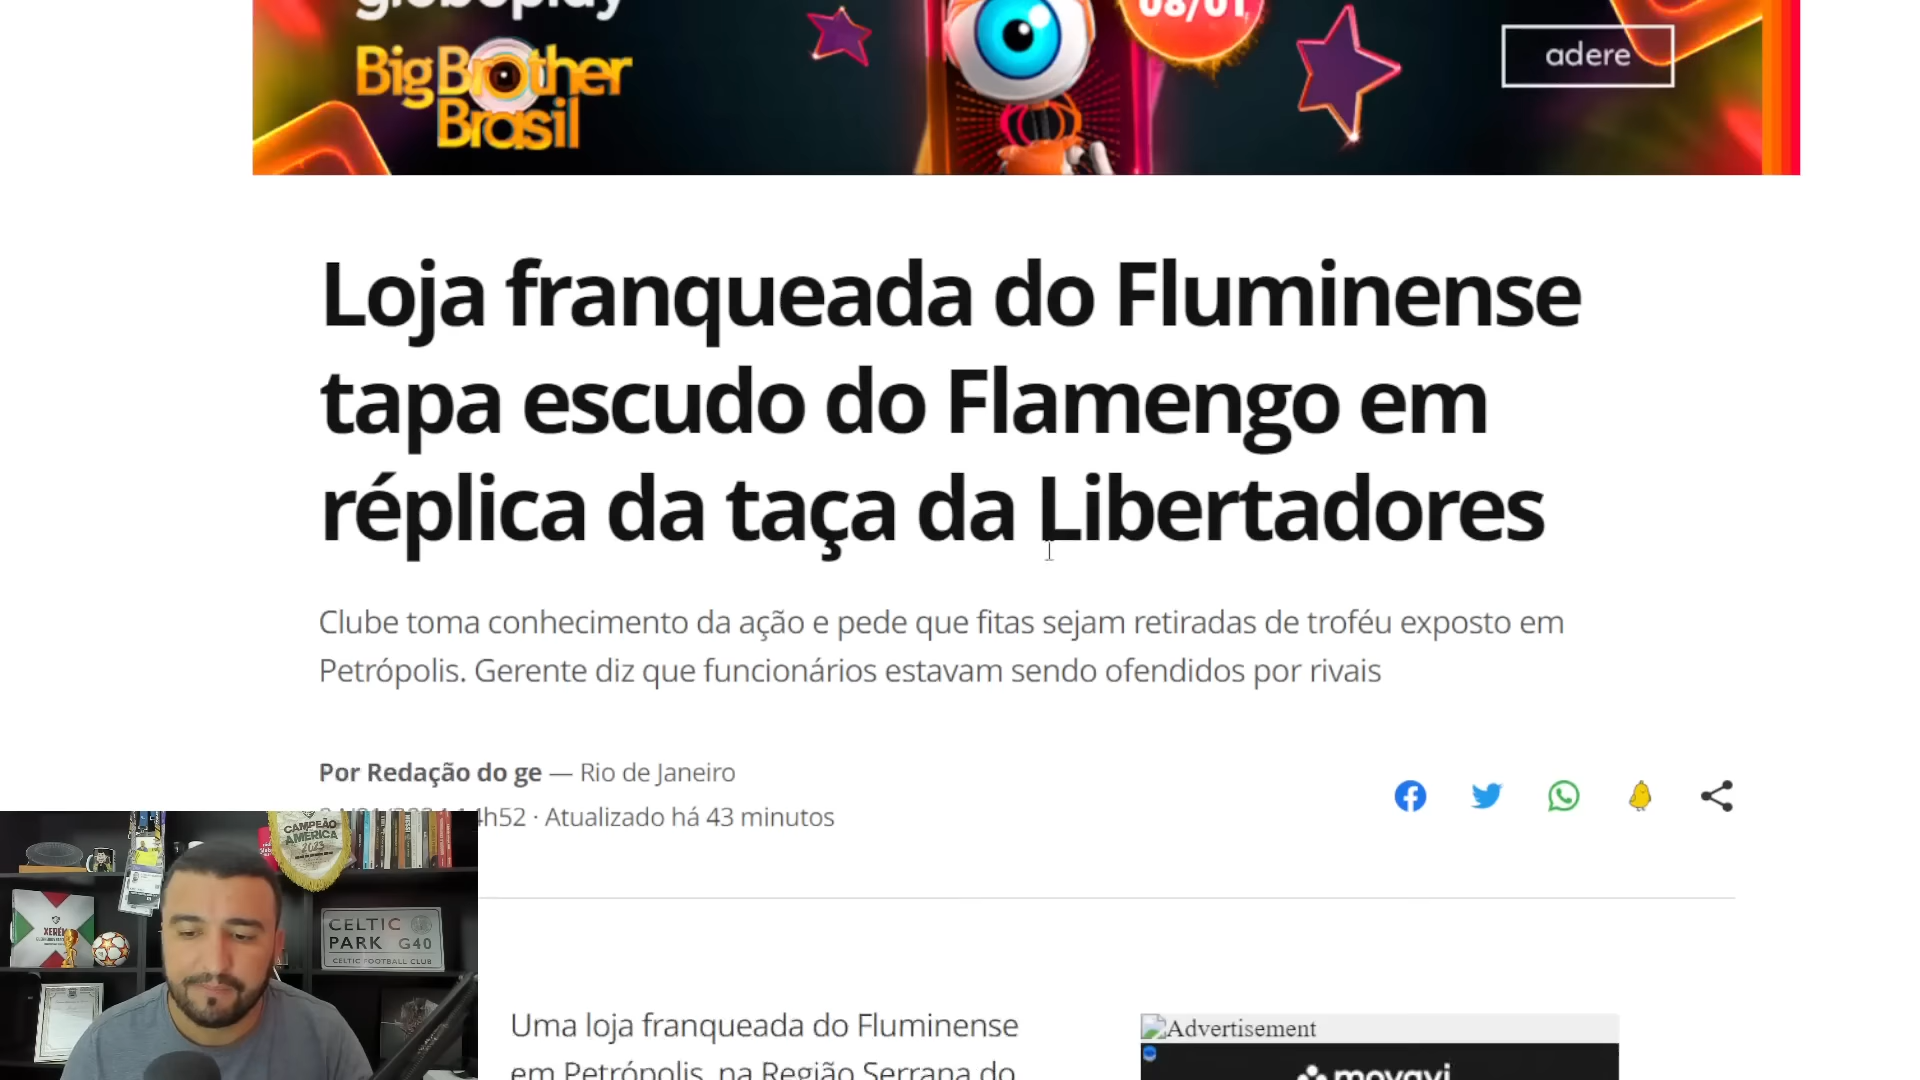 globoplay
08/01
Big Brother
Brasil
adere
Loja franqueada do Fluminense
tapa escudo do Flamengo em
réplica da taça da Libertadores
Clube toma conhecimento da ação e pede que fitas sejam retiradas de troféu exposto em
Petrópolis. Gerente diz que funcionários estavam sendo ofendidos por rivais
Por Redação do ge — Rio de Janeiro
4h52 · Atualizado há 43 minutos
CAMPEÃO
AMÉRICA
2023
XERÉM
CELTIC
PARK G40
CELTIC FOOTBALL CLUB
Uma loja franqueada do Fluminense
em Petrópolis, na Região Serrana do
Advertisement
movavi